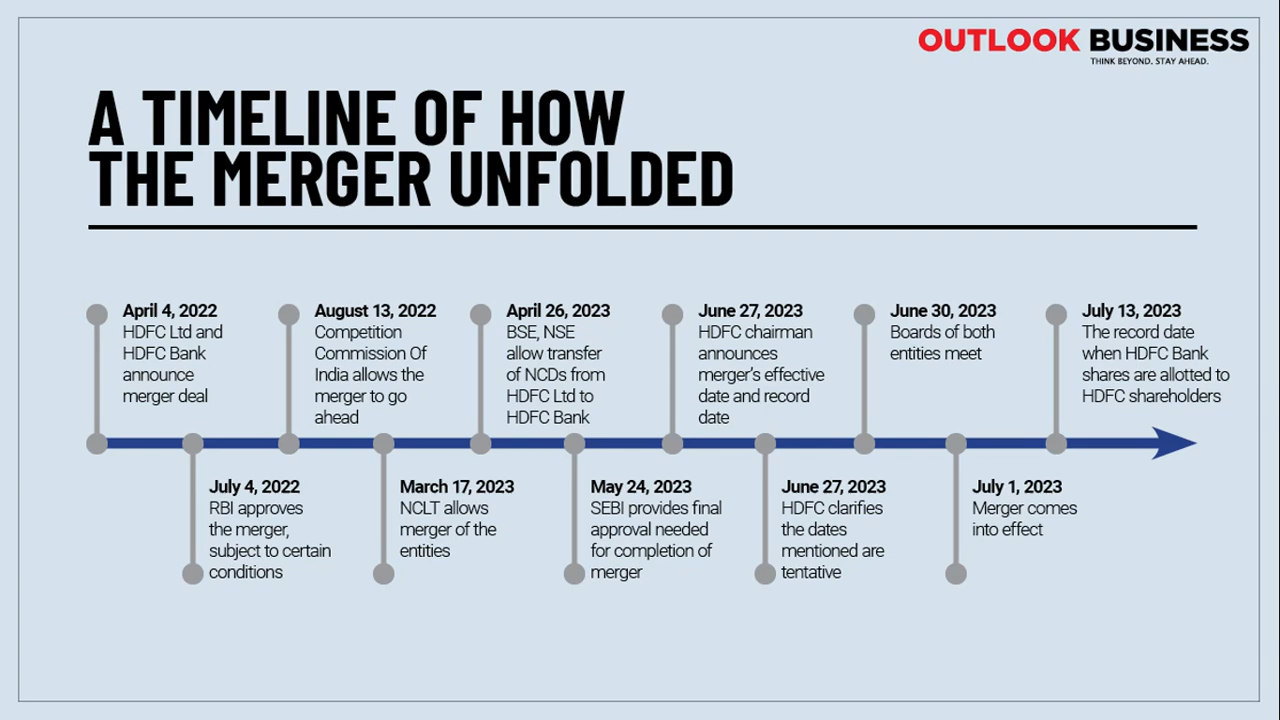 OUTLOOK BUSINESS
THINK BEYOND. STAY AHEAD.
A TIMELINE OF HOW
THE MERGER UNFOLDED
April 4, 2022
HDFC Ltd and
HDFC Bank
announce
merger deal
July 4, 2022
RBI approves
the merger,
subject to certain
conditions
August 13, 2022
Competition
Commission Of
India allows the
merger to go
ahead
March 17, 2023
NCLT allows
merger of the
entities
April 26, 2023
BSE, NSE
allow transfer
of NCDs from
HDFC Ltd to
HDFC Bank
May 24, 2023
SEBI provides final
approval needed
for completion of
merger
June 27, 2023
HDFC chairman
announces
merger's effective
date and record
date
June 27, 2023
HDFC clarifies
the dates
mentioned are
tentative
June 30, 2023
Boards of both
entities meet
July 1, 2023
Merger comes
into effect
July 13, 2023
The record date
when HDFC Bank
shares are allotted to
HDFC shareholders